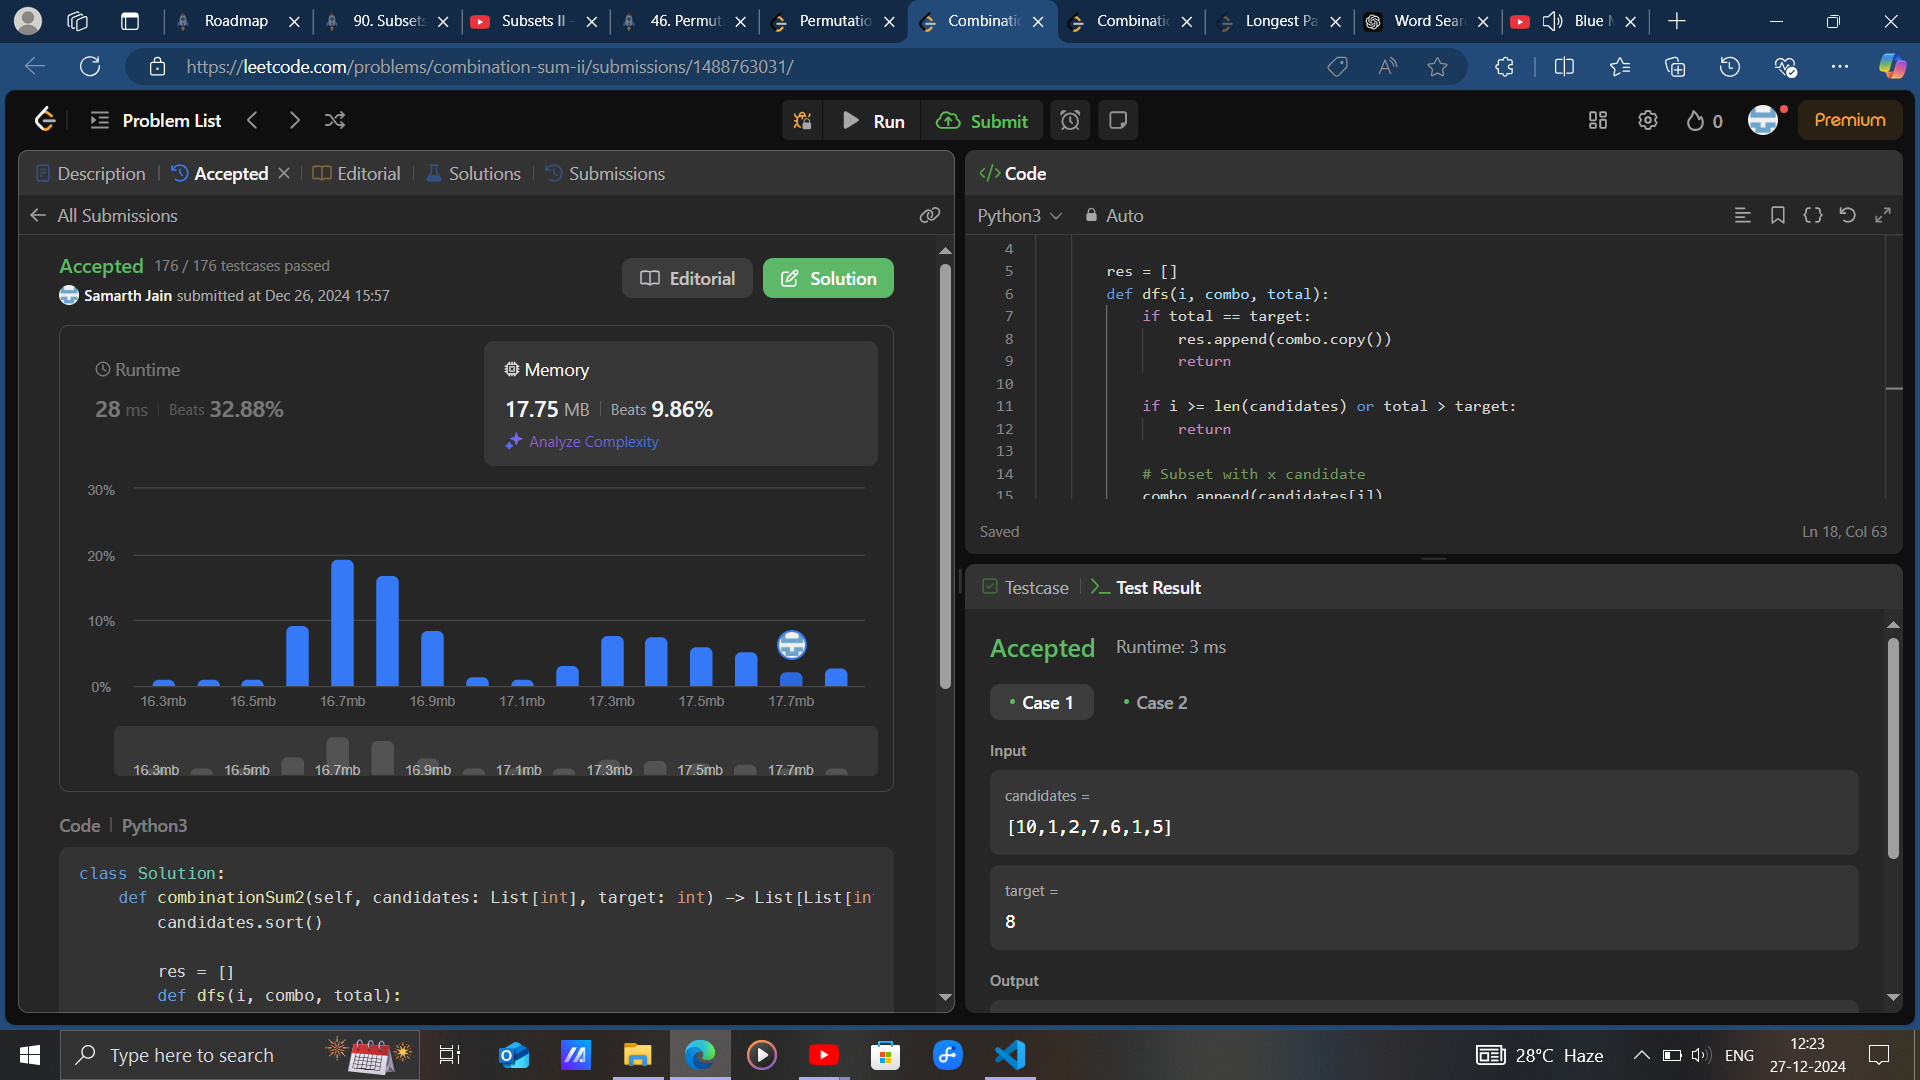 Roadmap
90. Subsets
Subsets II -
46. Permut
Permutatio
Combinatio
Combinatio
Longest Pa
Word Sear
Blue
https://leetcode.com/problems/combination-sum-ii/submissions/1488763031/
Problem List
Run
Submit
0
Premium
Description
Accepted
Editorial
Solutions
Submissions
All Submissions
Accepted 176 / 176 testcases passed
Samarth Jain submitted at Dec 26, 2024 15:57
Editorial
Solution
Runtime
28 ms Beats 32.88%
Memory
17.75 MB Beats 9.86%
Analyze Complexity
30%
20%
10%
0%
16.3mb 16.5mb 16.7mb 16.9mb 17.1mb 17.3mb 17.5mb 17.7mb
16.3mb 16.5mb 16.7mb 16.9mb 17.1mb 17.3mb 17.5mb 17.7mb
Code | Python3
class Solution:
    def combinationSum2(self, candidates: List[int], target: int) -> List[List[in
        candidates.sort()
        res = []
        def dfs(i, combo, total):
</> Code
Python3
Auto
4
5 res = []
6 def dfs(i, combo, total):
7 if total == target:
8 res.append(combo.copy())
9 return
10
11 if i >= len(candidates) or total > target:
12 return
13
14 # Subset with x candidate
15 combo.append(candidates[i])
Saved
Ln 18, Col 63
Testcase
Test Result
Accepted Runtime: 3 ms
• Case 1
• Case 2
Input
candidates =
[10,1,2,7,6,1,5]
target =
8
Output
Type here to search
28°C Haze
ENG
12:23
27-12-2024